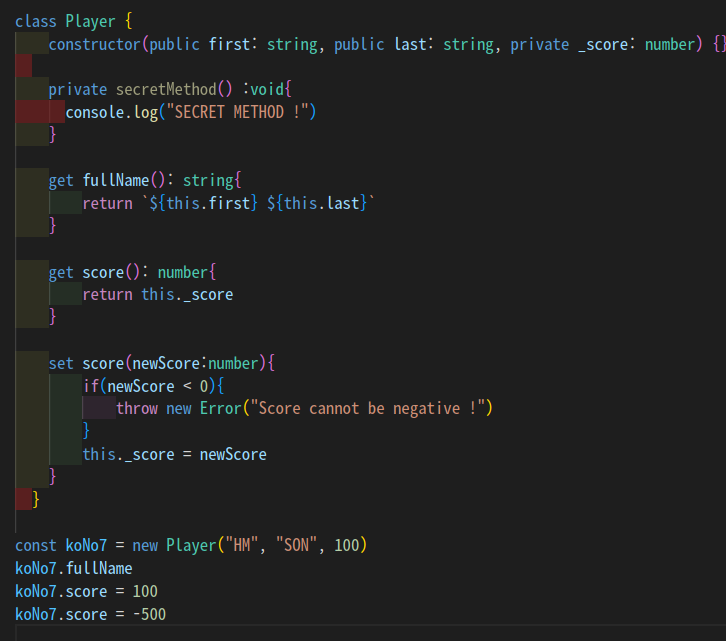 class Player {
constructor(public first: string, public last: string, private _score: number) {}
private secretMethod() :void{
console.log("SECRET METHOD !")
}
get fullName(): string{
return `${this.first} ${this.last}`
}
get score(): number{
return this._score
}
set score(newScore:number){
if(newScore < 0){
throw new Error("Score cannot be negative !")
}
this._score = newScore
}
}
const koNo7 = new Player("HM", "SON", 100)
koNo7.fullName
koNo7.score = 100
koNo7.score = -500